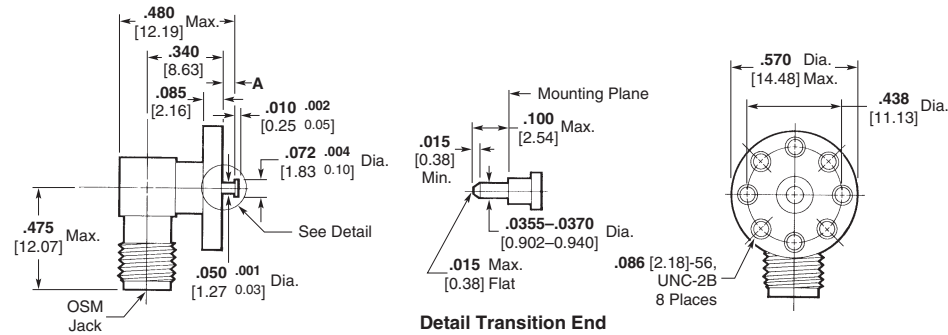 .480 Max.
[12.19]
.340
[8.63]
A
.085
[2.16]
.010 .002
[0.25 0.05]
.072 .004 Dia.
[1.83 0.10]
.475 Max.
[12.07]
See Detail
.050 .001 Dia.
[1.27 0.03]
OSM
Jack
Mounting Plane
.100 Max.
[2.54]
.015
[0.38]
Min.
.0355–.0370 Dia.
[0.902–0.940]
.015 Max.
[0.38] Flat
Detail Transition End
.570 Dia.
[14.48] Max.
.438 Dia.
[11.13]
.086 [2.18]-56,
UNC-2B
8 Places